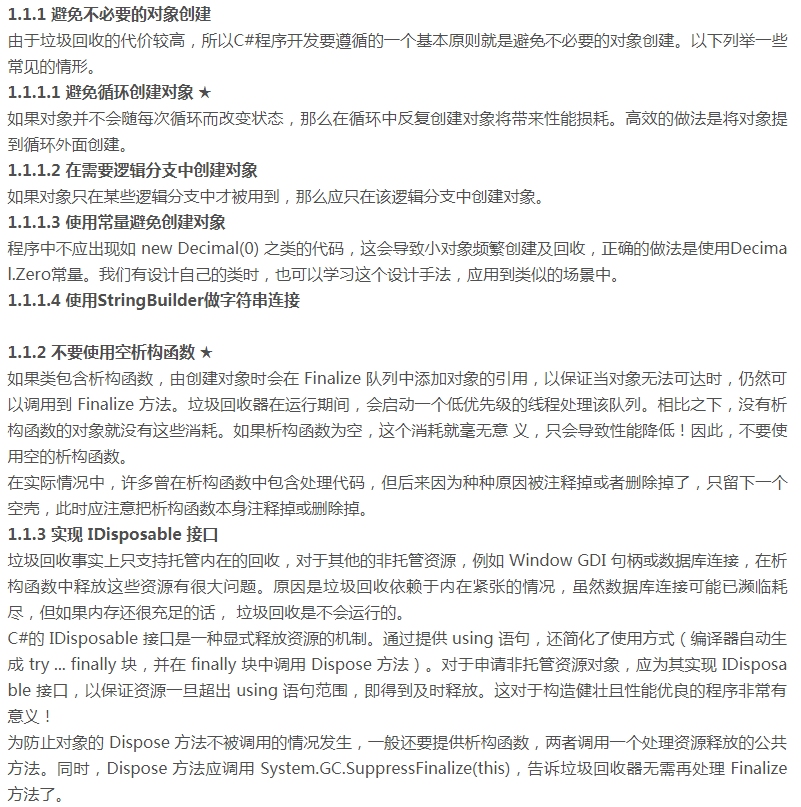 1.1.1 避免不必要的对象创建
由于垃圾回收的代价较高，所以C#程序开发要遵循的一个基本原则就是避免不必要的对象创建。以下列举一些
常见的情形。
1.1.1.1 避免循环创建对象 ★
如果对象并不会随每次循环而改变状态，那么在循环中反复创建对象将带来性能损耗。高效的做法是将对象提
到循环外面创建。
1.1.1.2 在需要逻辑分支中创建对象
如果对象只在某些逻辑分支中才被用到，那么应只在该逻辑分支中创建对象。
1.1.1.3 使用常量避免创建对象
程序中不应出现如 new Decimal(0) 之类的代码，这会导致小对象频繁创建及回收，正确的做法是使用Decima
l.Zero常量。我们有设计自己的类时，也可以学习这个设计手法，应用到类似的场景中。
1.1.1.4 使用StringBuilder做字符串连接
1.1.2 不要使用空析构函数 ★
如果类包含析构函数，由创建对象时会在 Finalize 队列中添加对象的引用，以保证当对象无法可达时，仍然可
以调用到 Finalize 方法。垃圾回收器在运行期间，会启动一个低优先级的线程处理该队列。相比之下，没有析
构函数的对象就没有这些消耗。如果析构函数为空，这个消耗就毫无意 义，只会导致性能降低！因此，不要使
用空的析构函数。
在实际情况中，许多曾在析构函数中包含处理代码，但后来因为种种原因被注释掉或者删除掉了，只留下一个
空壳，此时应注意把析构函数本身注释掉或删除掉。
1.1.3 实现 IDisposable 接口
垃圾回收事实上只支持托管内在的回收，对于其他的非托管资源，例如 Window GDI 句柄或数据库连接，在析
构函数中释放这些资源有很大问题。原因是垃圾回收依赖于内在紧张的情况，虽然数据库连接可能已濒临耗
尽，但如果内存还很充足的话， 垃圾回收是不会运行的。
C#的 IDisposable 接口是一种显式释放资源的机制。通过提供 using 语句，还简化了使用方式（编译器自动生
成 try ... finally 块，并在 finally 块中调用 Dispose 方法）。对于申请非托管资源对象，应为其实现 IDisposa
ble 接口，以保证资源一旦超出 using 语句范围，即得到及时释放。这对于构造健壮且性能优良的程序非常有
意义！
为防止对象的 Dispose 方法不被调用的情况发生，一般还要提供析构函数，两者调用一个处理资源释放的公共
方法。同时，Dispose 方法应调用 System.GC.SuppressFinalize(this)，告诉垃圾回收器无需再处理 Finalize
方法了。